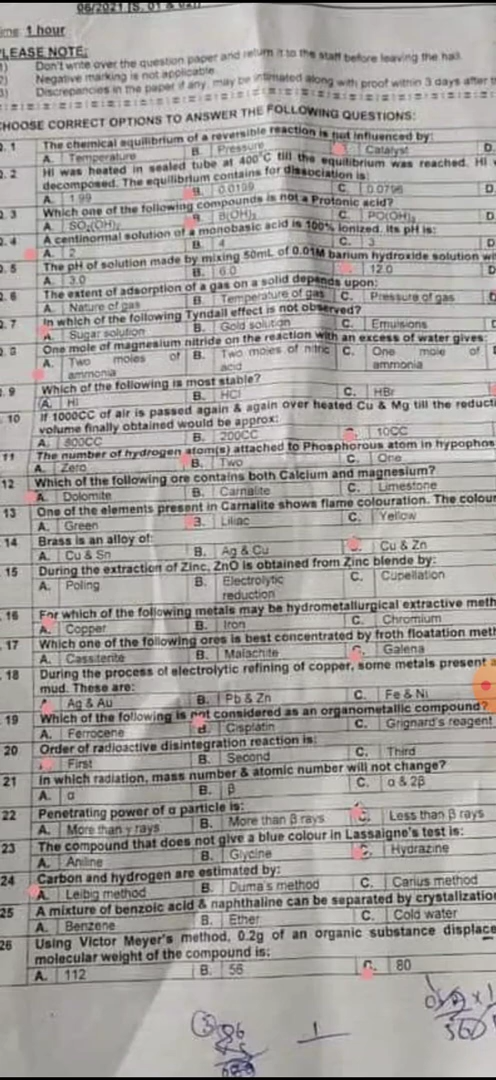 06/2021 [S. 01 & 02]]
me 1 hour
PLEASE NOTE:
1) Don't write over the question paper and return it to the staff before leaving the hall.
2) Negative marking is not applicable
3) Discrepancies in the paper if any, may be intimated along with proof within 3 days after
CHOOSE CORRECT OPTIONS TO ANSWER THE FOLLOWING QUESTIONS:
Q. 1 The chemical equilibrium of a reversible reaction is not influenced by:
A. Temperature B. Pressure Catalyst D.
Q. 2 HI was heated in sealed tube at 400°C till the equilibrium was reached. HI
decomposed. The equilibrium contains for dissociation is:
A. 1.99 B. 0.0199 C. 0.0796 D.
Q. 3 Which one of the following compounds is not a Protonic acid?
A. SO₂(OH)₂ B. B(OH)₃ C. PO(OH)₃ D.
Q. 4 A centinormal solution of a monobasic acid is 100% ionized. Its pH is:
A. 2 B. 4 C. 3 D.
Q. 5 The pH of solution made by mixing 50mL of 0.01M barium hydroxide solution wi
A. 3.0 B. 6.0 12.0 D
Q. 6 The extent of adsorption of a gas on a solid depends upon:
A. Nature of gas B. Temperature of gas C. Pressure of gas
Q. 7 In which of the following Tyndall effect is not observed?
A. Sugar solution B. Gold solution C. Emulsions
Q. 8 One mole of magnesium nitride on the reaction with an excess of water gives:
A. Two moles of B. Two moles of nitric C. One mole of
ammonia acid ammonia
9 Which of the following is most stable?
A. HI B. HCl C. HBr
10 If 1000CC of air is passed again & again over heated Cu & Mg till the reducti
volume finally obtained would be approx:
A. 800CC B. 200CC C. 10CC
11 The number of hydrogen atom(s) attached to Phosphorous atom in hypophos
A. Zero B. Two C. One
12 Which of the following ore contains both Calcium and magnesium?
A. Dolomite B. Carnalite C. Limestone
13 One of the elements present in Carnalite shows flame colouration. The colou
A. Green B. Liliac C. Yellow
14 Brass is an alloy of:
A. Cu & Sn B. Ag & Cu C. Cu & Zn
15 During the extraction of Zinc, ZnO is obtained from Zinc blende by:
A. Poling B. Electrolytic C. Cupellation
reduction
16 For which of the following metals may be hydrometallurgical extractive meth
A. Copper B. Iron C. Chromium
17 Which one of the following ores is best concentrated by froth floatation met
A. Cassiterite B. Malachite C. Galena
18 During the process of electrolytic refining of copper, some metals present a
mud. These are:
Ag & Au B. Pb & Zn C. Fe & Ni
19 Which of the following is not considered as an organometallic compound?
A. Ferrocene B. Cisplatin C. Grignard's reagent
20 Order of radioactive disintegration reaction is:
First B. Second C. Third
21 In which radiation, mass number & atomic number will not change?
A. α B. β C. α & 2β
22 Penetrating power of α particle is:
A. More than γ rays B. More than β rays C. Less than β rays
23 The compound that does not give a blue colour in Lassaigne's test is:
A. Aniline B. Glycine C. Hydrazine
24 Carbon and hydrogen are estimated by:
A. Leibig method B. Duma's method C. Carius method
25 A mixture of benzoic acid & naphthaline can be separated by crystalizatio
A. Benzene B. Ether C. Cold water
26 Using Victor Meyer's method, 0.2g of an organic substance displace
molecular weight of the compound is:
A. 112 B. 56 C. 80